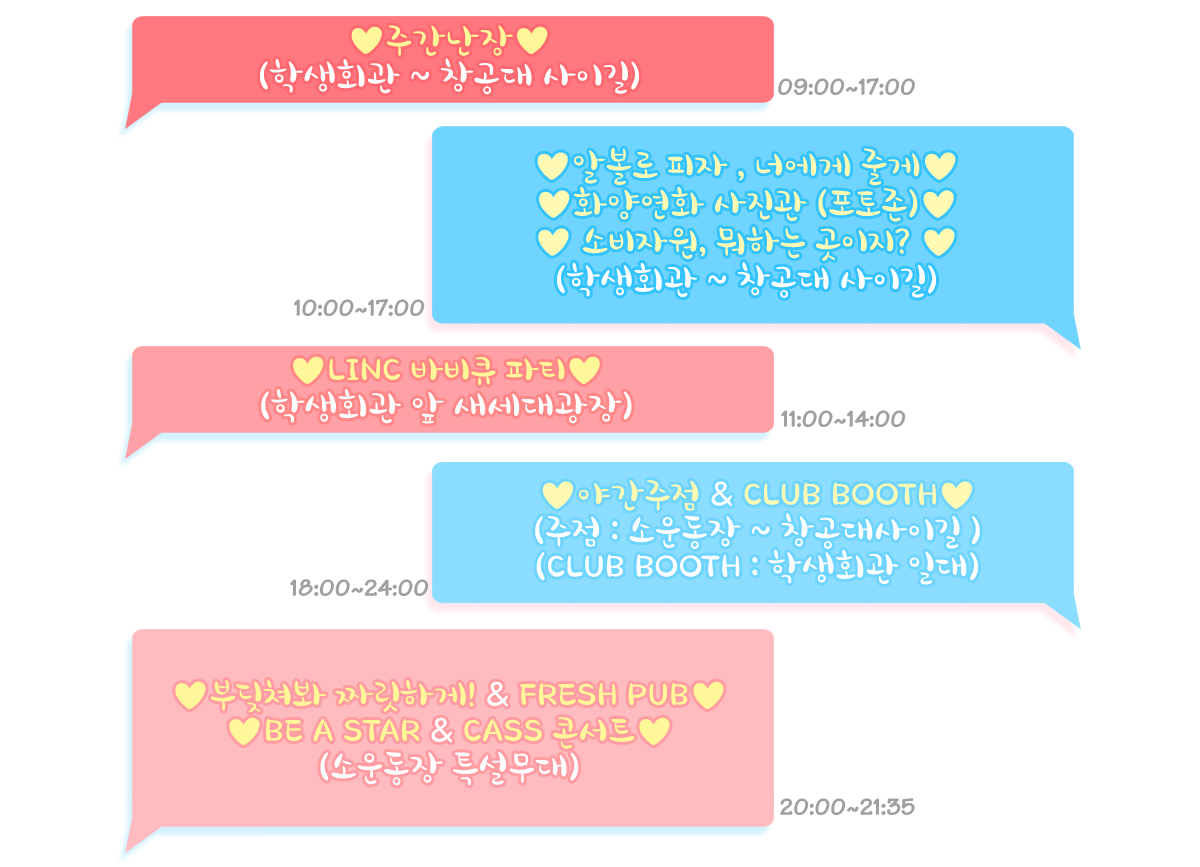 💛주간난장💛
(학생회관 ~ 창공대 사이길)
09:00~17:00
💛알볼로 피자 , 너에게 줄게💛
💛화양연화 사진관 (포토존)💛
💛 소비자원, 뭐하는 곳이지? 💛
(학생회관 ~ 창공대 사이길)
10:00~17:00
💛LINC 바비큐 파티💛
(학생회관 앞 새세대광장)
11:00~14:00
💛야간주점 & CLUB BOOTH💛
(주점 : 소운동장 ~ 창공대사이길 )
(CLUB BOOTH : 학생회관 일대)
18:00~24:00
💛부딪쳐봐 짜릿하게! & FRESH PUB💛
💛BE A STAR & CASS 콘서트💛
(소운동장 특설무대)
20:00~21:35